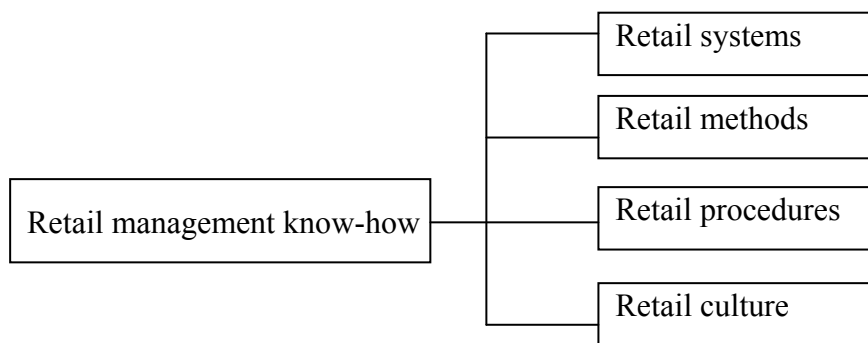 Retail systems
Retail methods
Retail management know-how
Retail procedures
Retail culture